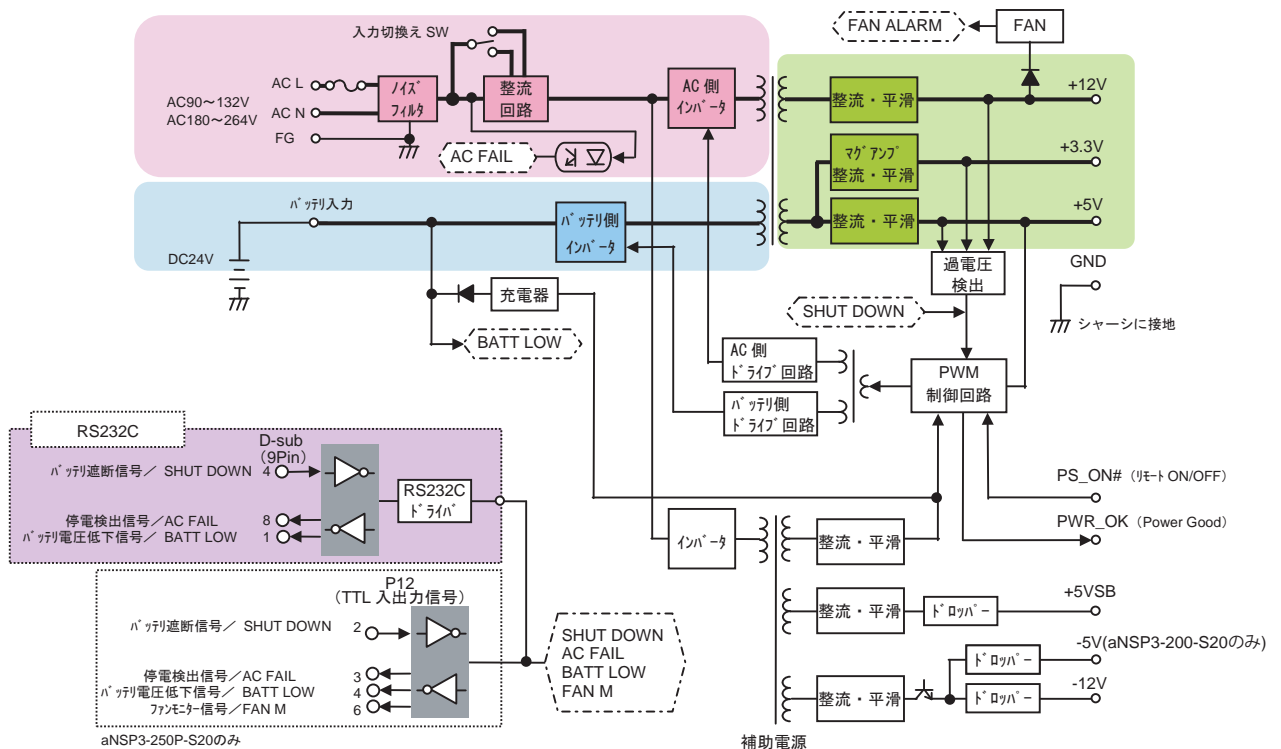 入力切換え SW
FAN ALARM
FAN
AC L
AC90～132V
AC180～264V
AC N
FG
ノイズ
フィルタ
整流
回路
AC 側
インバータ
整流・平滑
+12V
AC FAIL
マグアンプ
整流・平滑
+3.3V
バッテリ入力
バッテリ側
インバータ
整流・平滑
+5V
DC24V
過電圧
検出
GND
シャーシに接地
充電器
SHUT DOWN
BATT LOW
AC 側
ドライブ回路
PWM
制御回路
バッテリ側
ドライブ回路
RS232C
D-sub
(9Pin)
バッテリ遮断信号／ SHUT DOWN 4
RS232C
ドライバ
停電検出信号／AC FAIL 8
バッテリ電圧低下信号／ BATT LOW 1
PS_ON# （リモート ON/OFF）
PWR_OK （Power Good）
インバータ
整流・平滑
P12
（TTL 入出力信号）
バッテリ遮断信号／ SHUT DOWN 2
停電検出信号／AC FAIL 3
バッテリ電圧低下信号／ BATT LOW 4
ファンモニター信号／FAN M 6
aNSP3-250P-S20のみ
SHUT DOWN
AC FAIL
BATT LOW
FAN M
整流・平滑
ドロッパー
+5VSB
-5V(aNSP3-200-S20のみ)
ドロッパー
整流・平滑
ドロッパー
-12V
補助電源